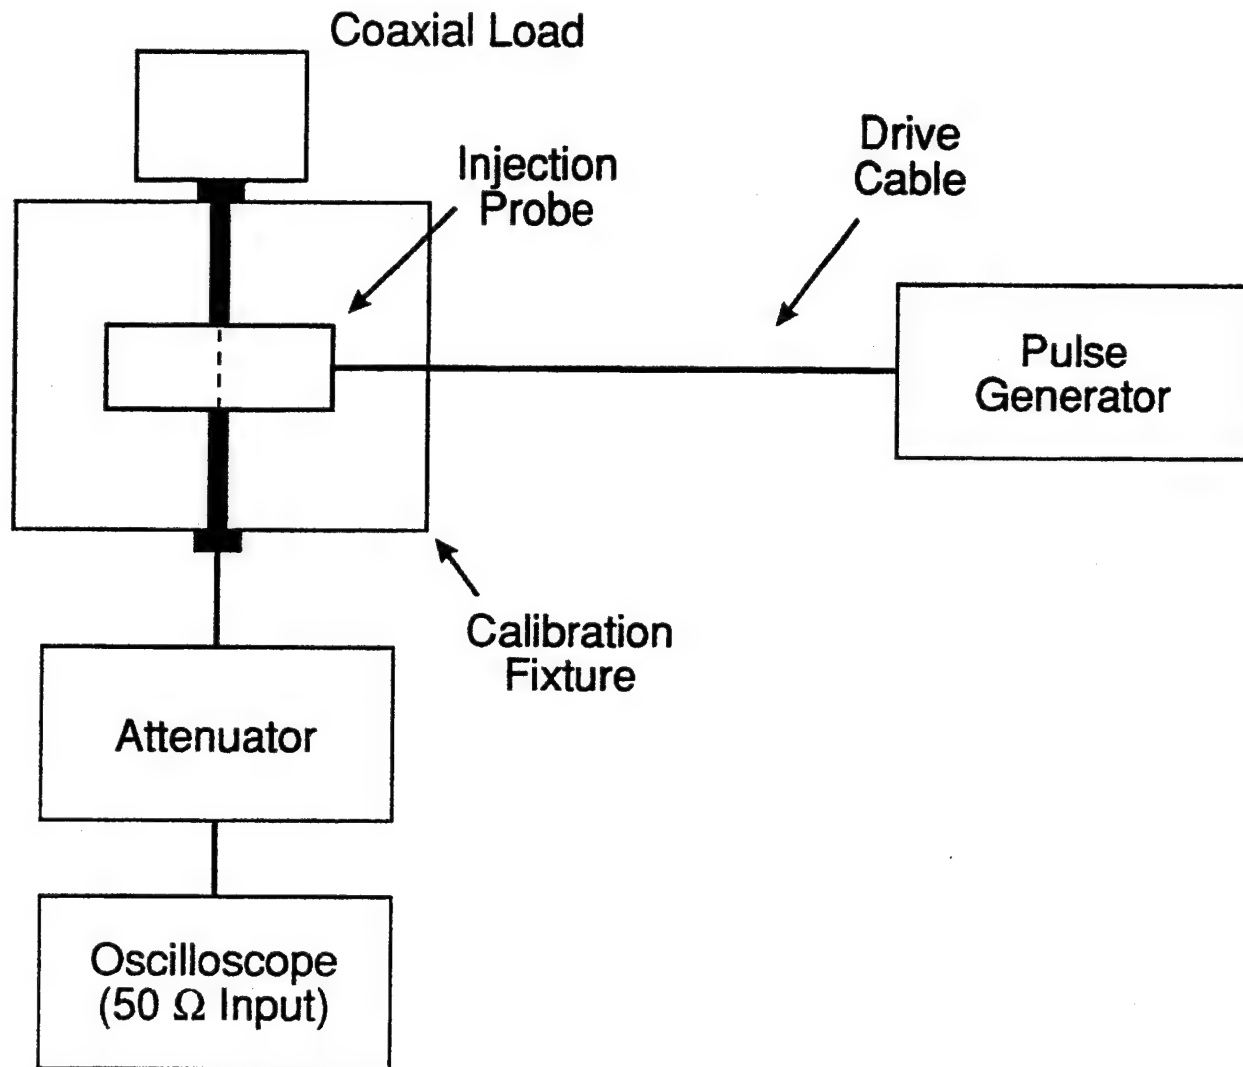 Coaxial Load
Injection
Probe
Drive
Cable
Pulse
Generator
Calibration
Fixture
Attenuator
Oscilloscope
(50 Ω Input)